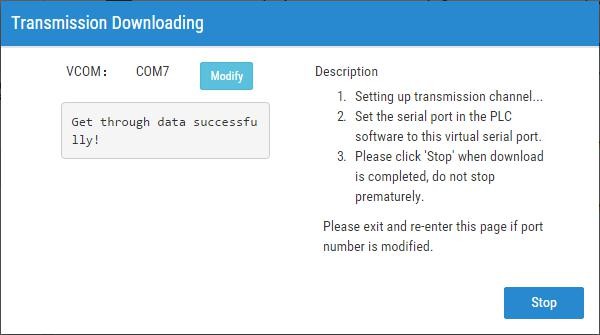 Transmission Downloading
VCOM：
COM7
Modify
Get through data successfu
lly!
Description
1. Setting up transmission channel...
2. Set the serial port in the PLC
software to this virtual serial port.
3. Please click 'Stop' when download
is completed, do not stop
prematurely.
Please exit and re-enter this page if port
number is modified.
Stop